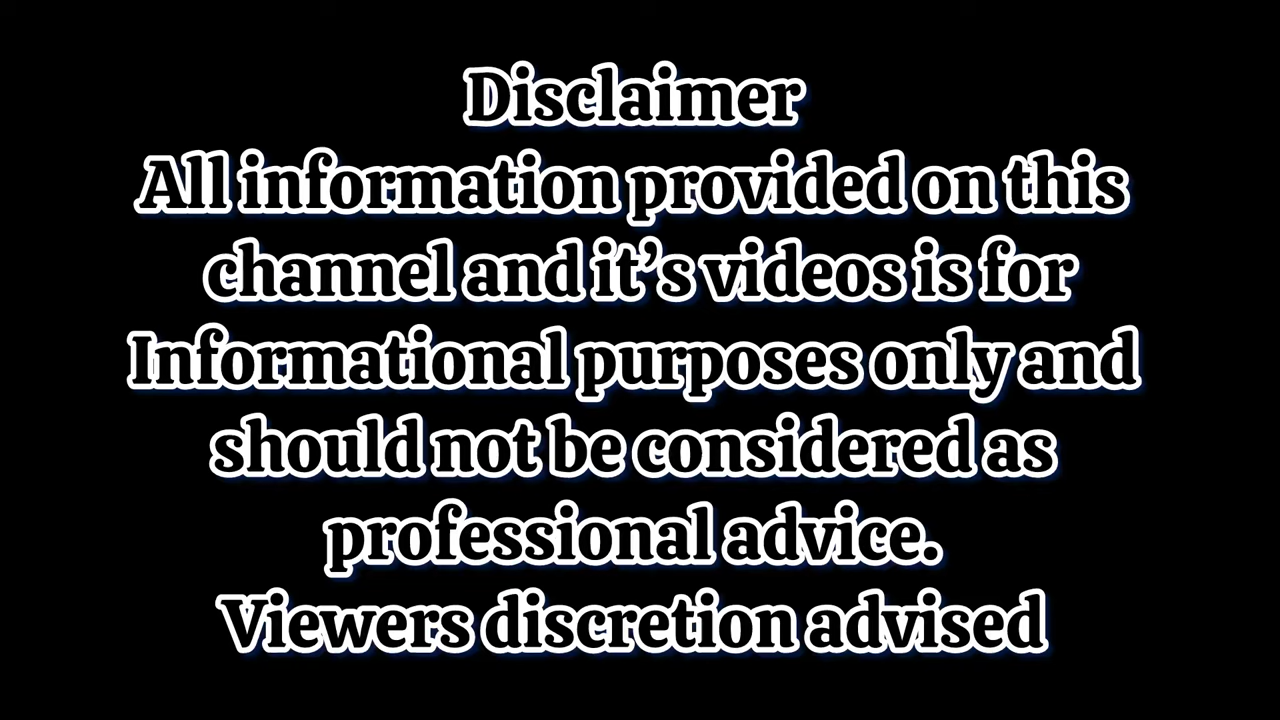 Disclaimer
All information provided on this
channel and it’s videos is for
Informational purposes only and
should not be considered as
professional advice.
Viewers discretion advised